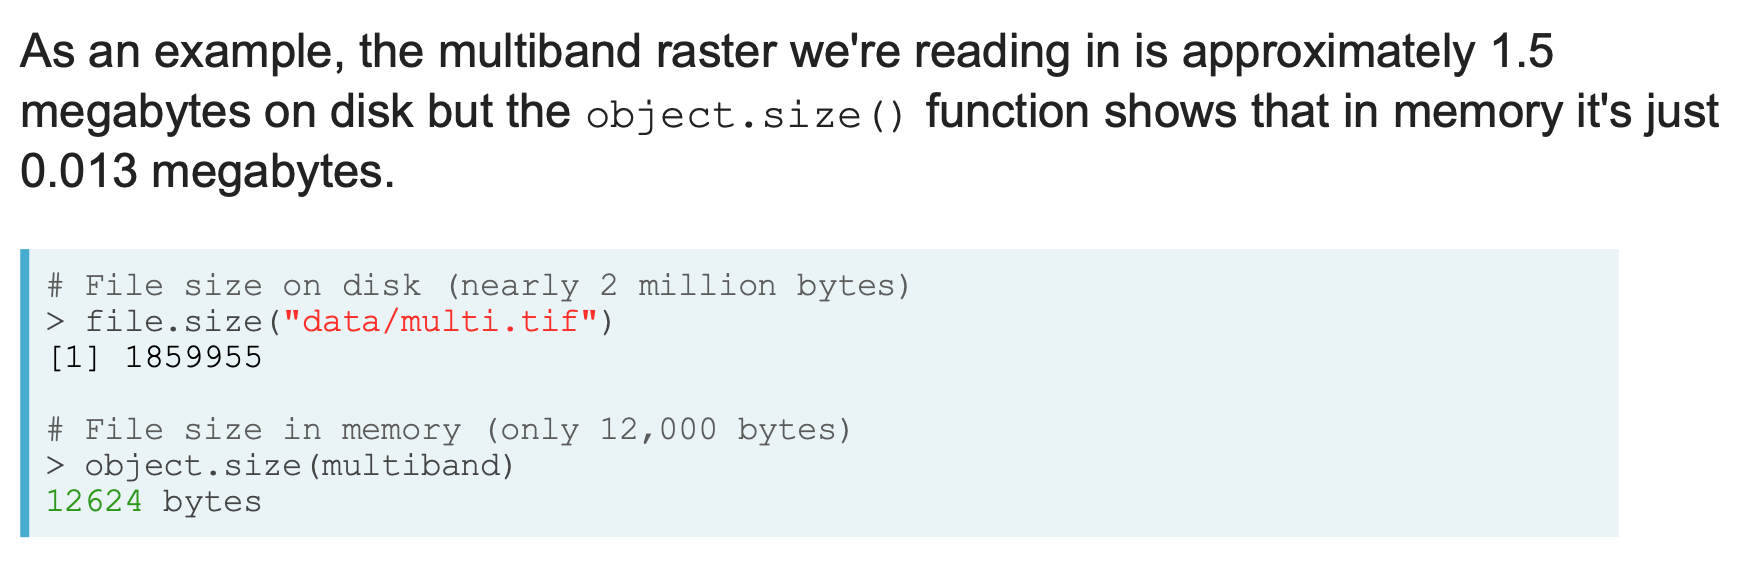 As an example, the multiband raster we're reading in is approximately 1.5
megabytes on disk but the object.size() function shows that in memory it's just
0.013 megabytes.
# File size on disk (nearly 2 million bytes)
> file.size("data/multi.tif")
[1] 1859955
# File size in memory (only 12,000 bytes)
> object.size(multiband)
12624 bytes